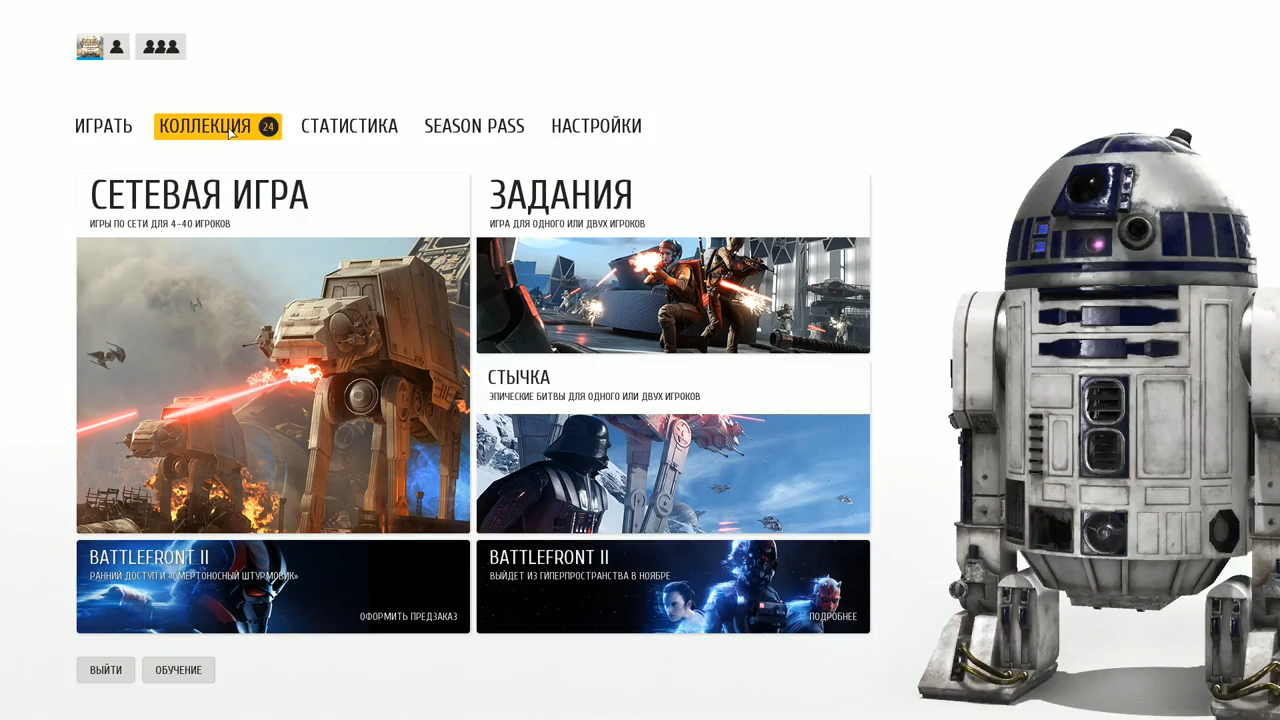 ИГРАТЬ
КОЛЛЕКЦИЯ 24
СТАТИСТИКА
SEASON PASS
НАСТРОЙКИ
СЕТЕВАЯ ИГРА
ИГРЫ ПО СЕТИ ДЛЯ 4-40 ИГРОКОВ
ЗАДАНИЯ
ИГРА ДЛЯ ОДНОГО ИЛИ ДВУХ ИГРОКОВ
СТЫЧКА
ЭПИЧЕСКИЕ БИТВЫ ДЛЯ ОДНОГО ИЛИ ДВУХ ИГРОКОВ
BATTLEFRONT II
РАННИЙ ДОСТУП И «СМЕРТОНОСНЫЙ ШТУРМОВИК»
ОФОРМИТЬ ПРЕДЗАКАЗ
BATTLEFRONT II
ВЫЙДЕТ ИЗ ГИПЕРПРОСТРАНСТВА В НОЯБРЕ
ПОДРОБНЕЕ
ВЫЙТИ
ОБУЧЕНИЕ